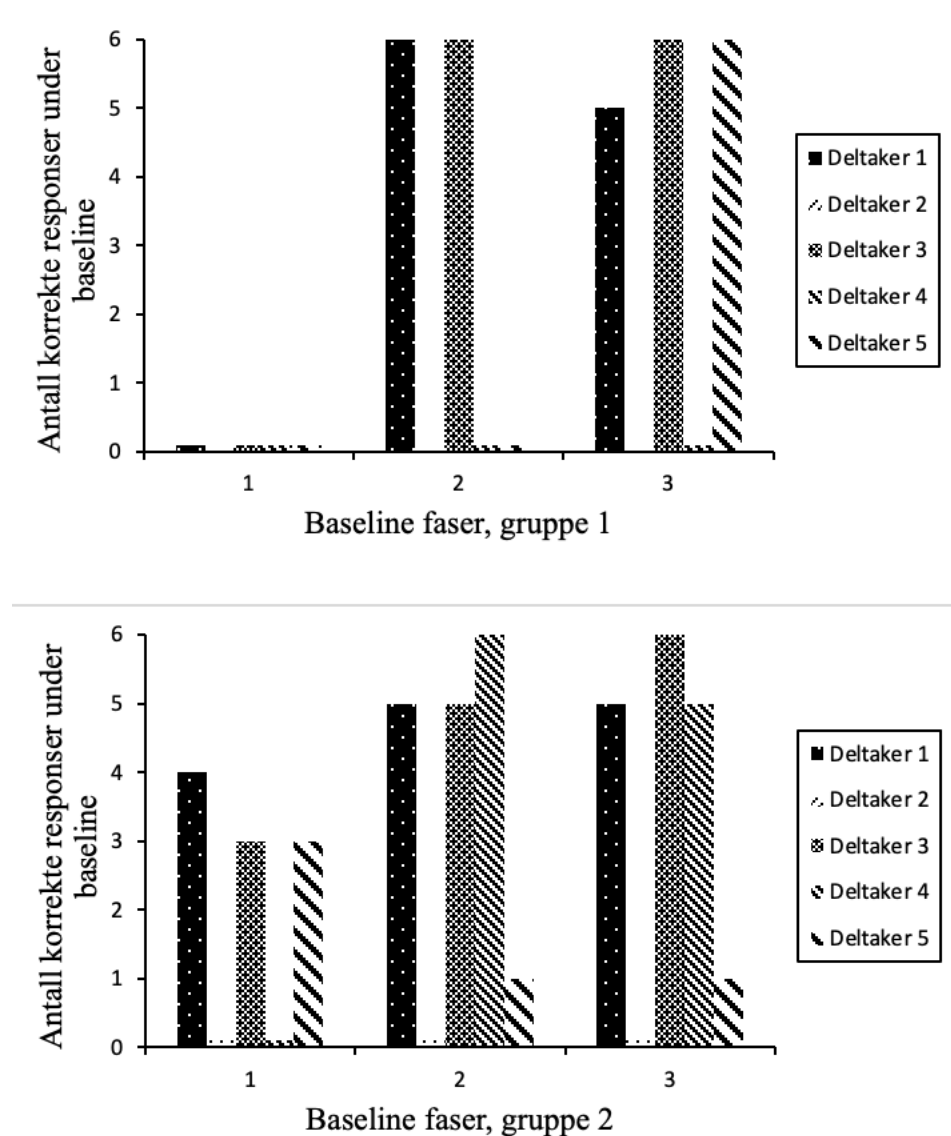 Antall korrekte responser under
baseline
6
5
4
3
2
1
0
1
2
3
Baseline faser, gruppe 1
Deltaker 1
Deltaker 2
Deltaker 3
Deltaker 4
Deltaker 5
Antall korrekte responser under
baseline
6
5
4
3
2
1
0
1
2
3
Baseline faser, gruppe 2
Deltaker 1
Deltaker 2
Deltaker 3
Deltaker 4
Deltaker 5